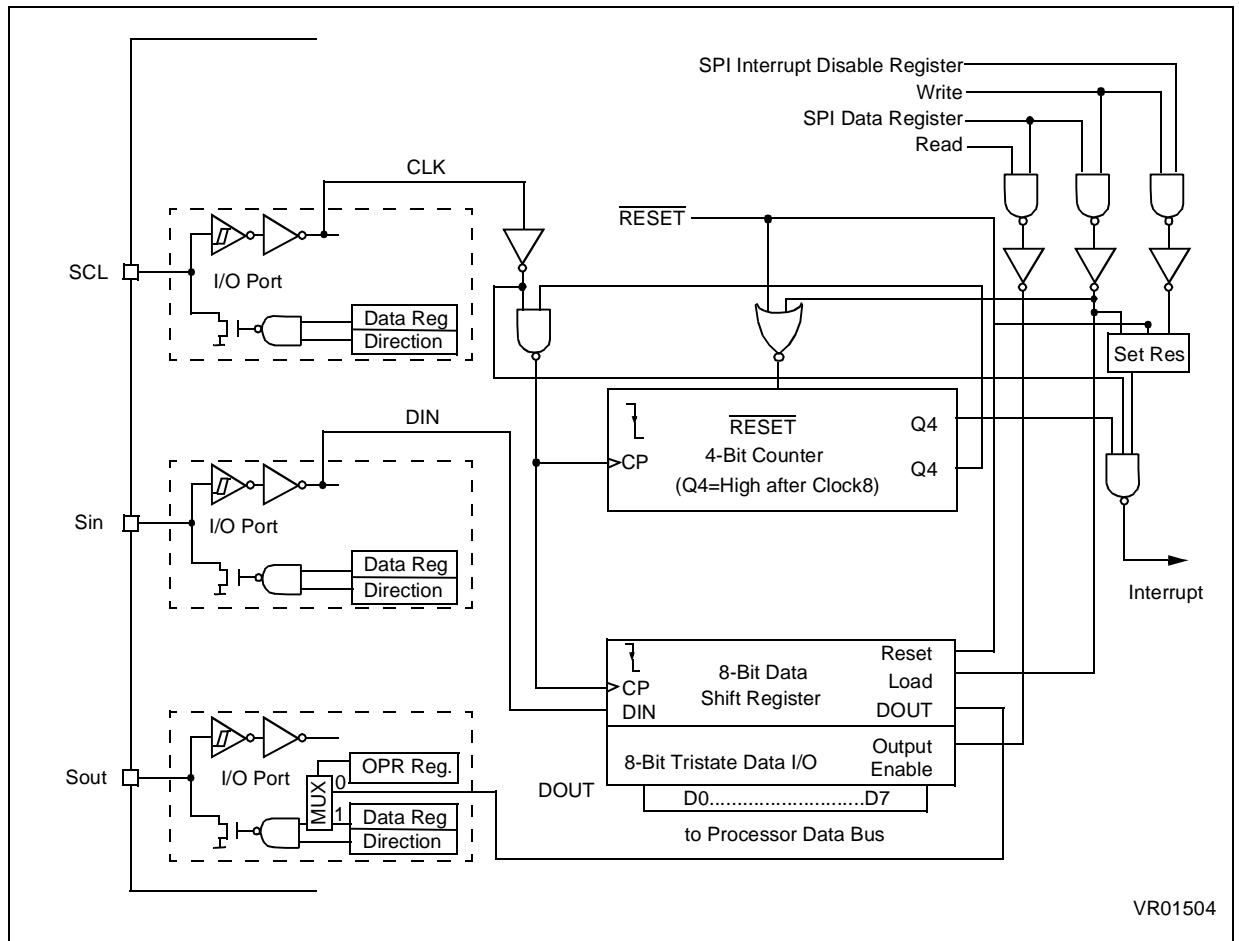 SPI Interrupt Disable Register
Write
SPI Data Register
Read
CLK
RESET
SCL
I/O Port
Data Reg
Direction
Set Res
DIN
RESET
4-Bit Counter
(Q4=High after Clock8)
CP
Q4
Q4
Sin
I/O Port
Data Reg
Direction
Interrupt
CP
DIN
8-Bit Data
Shift Register
Reset
Load
DOUT
8-Bit Tristate Data I/O
Output
Enable
DOUT
D0...........................D7
to Processor Data Bus
Sout
I/O Port
OPR Reg.
MUX
0
1
Data Reg
Direction
VR01504